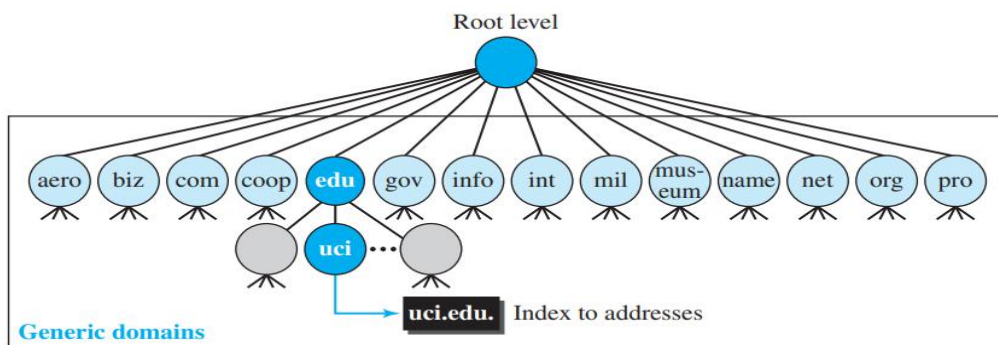 Root level
aero biz com coop edu gov info int mil mus-
eum name net org pro
uci
uci.edu. Index to addresses
Generic domains